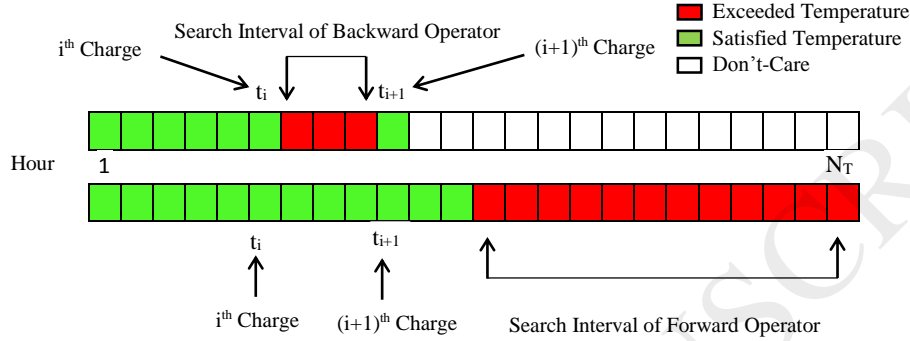 Exceeded Temperature
Satisfied Temperature
Don't-Care
Search Interval of Backward Operator
iᵗʰ Charge
(i+1)ᵗʰ Charge
tᵢ
tᵢ₊₁
Hour
1
N_T
tᵢ
tᵢ₊₁
iᵗʰ Charge
(i+1)ᵗʰ Charge
Search Interval of Forward Operator